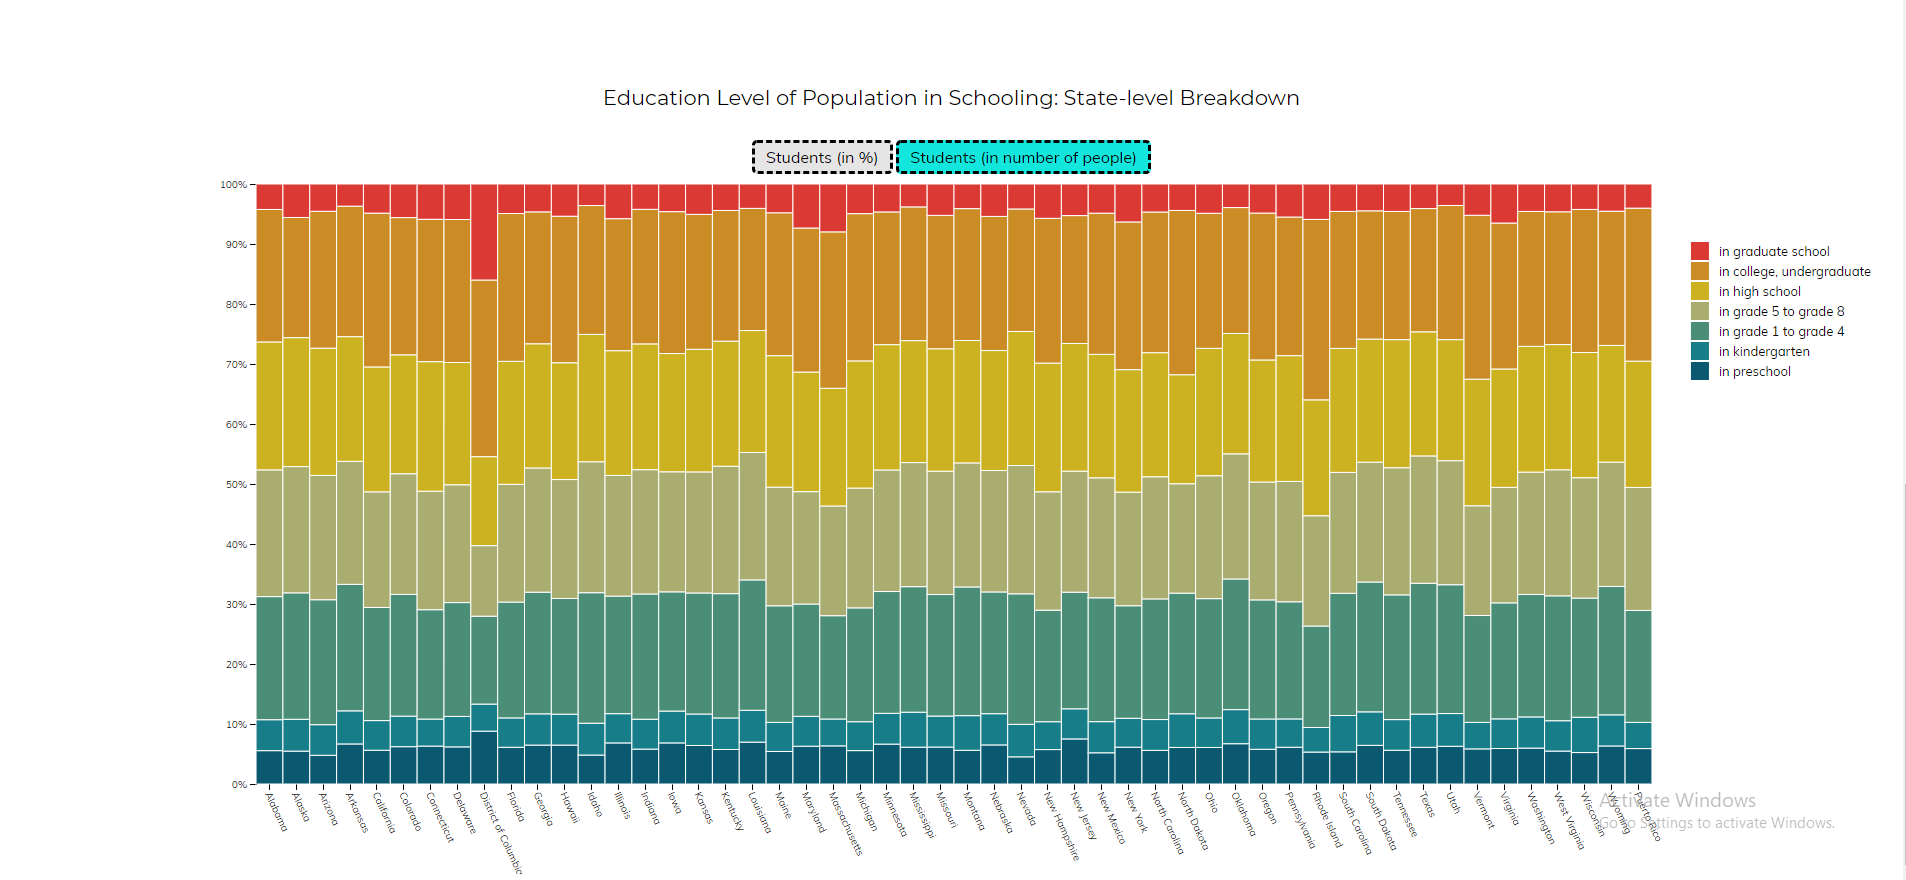 Education Level of Population in Schooling: State-level Breakdown
Students (in %)
Students (in number of people)
100%
90%
80%
70%
60%
50%
40%
30%
20%
10%
0%
in graduate school
in college, undergraduate
in high school
in grade 5 to grade 8
in grade 1 to grade 4
in kindergarten
in preschool
Alabama
Alaska
Arizona
Arkansas
California
Colorado
Connecticut
Delaware
District of Columbia
Florida
Georgia
Hawaii
Idaho
Illinois
Indiana
Iowa
Kansas
Kentucky
Louisiana
Maine
Maryland
Massachusetts
Michigan
Minnesota
Mississippi
Missouri
Montana
Nebraska
Nevada
New Hampshire
New Jersey
New Mexico
New York
North Carolina
North Dakota
Ohio
Oklahoma
Oregon
Pennsylvania
Rhode Island
South Carolina
South Dakota
Tennessee
Texas
Utah
Vermont
Virginia
Washington
West Virginia
Wisconsin
Wyoming
Puerto Rico
Activate Windows
Go to Settings to activate Windows.